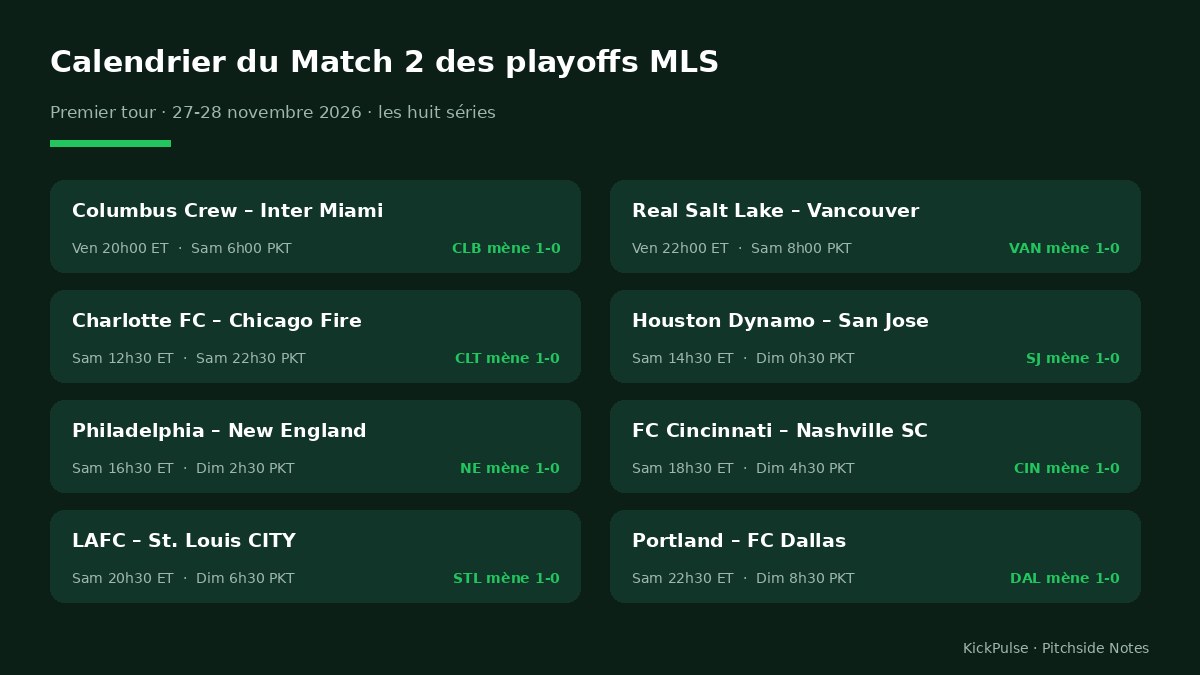 Calendrier du Match 2 des playoffs MLS
Premier tour · 27-28 novembre 2026 · les huit séries
Columbus Crew – Inter Miami
Ven 20h00 ET · Sam 6h00 PKT
CLB mène 1-0
Real Salt Lake – Vancouver
Ven 22h00 ET · Sam 8h00 PKT
VAN mène 1-0
Charlotte FC – Chicago Fire
Sam 12h30 ET · Sam 22h30 PKT
CLT mène 1-0
Houston Dynamo – San Jose
Sam 14h30 ET · Dim 0h30 PKT
SJ mène 1-0
Philadelphia – New England
Sam 16h30 ET · Dim 2h30 PKT
NE mène 1-0
FC Cincinnati – Nashville SC
Sam 18h30 ET · Dim 4h30 PKT
CIN mène 1-0
LAFC – St. Louis CITY
Sam 20h30 ET · Dim 6h30 PKT
STL mène 1-0
Portland – FC Dallas
Sam 22h30 ET · Dim 8h30 PKT
DAL mène 1-0
KickPulse · Pitchside Notes